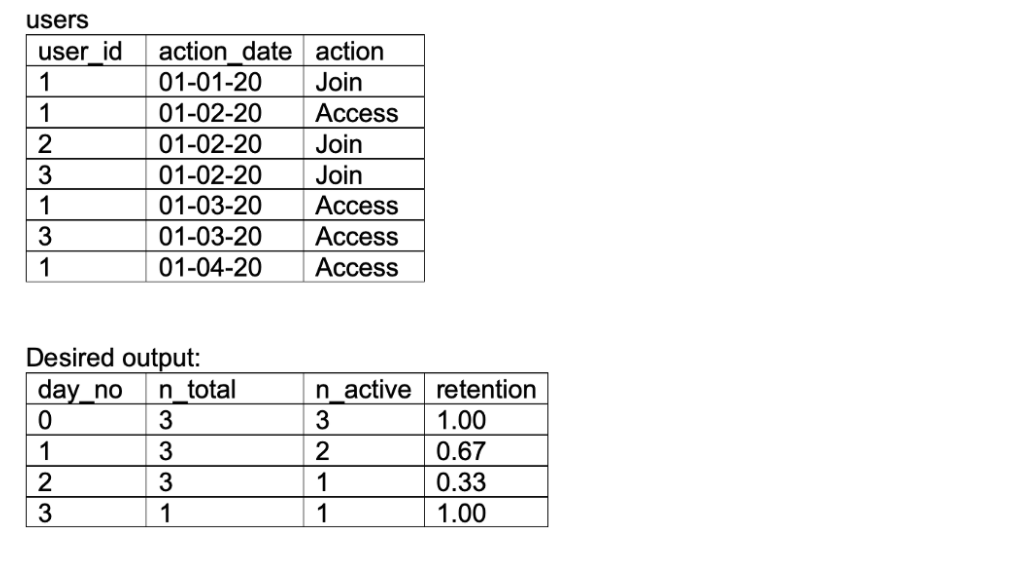 users
user_id action_date action
1 01-01-20 Join
1 01-02-20 Access
2 01-02-20 Join
3 01-02-20 Join
1 01-03-20 Access
3 01-03-20 Access
1 01-04-20 Access
Desired output:
day_no n_total n_active retention
0 3 3 1.00
1 3 2 0.67
2 3 1 0.33
3 1 1 1.00